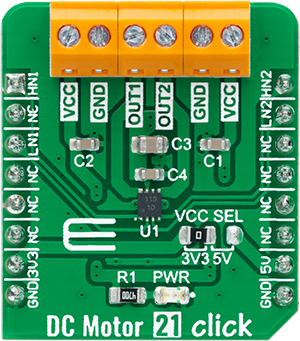 VCC GND OUT1 OUT2 GND VCC
HN1 NC LN1 NC NC NC 3V3 GND
HN2 LN2 NC NC NC NC 5V GND
C2 C3 C1
C4
U1
VCC SEL
3V3 5V
R1 PWR
DC Motor 21 click